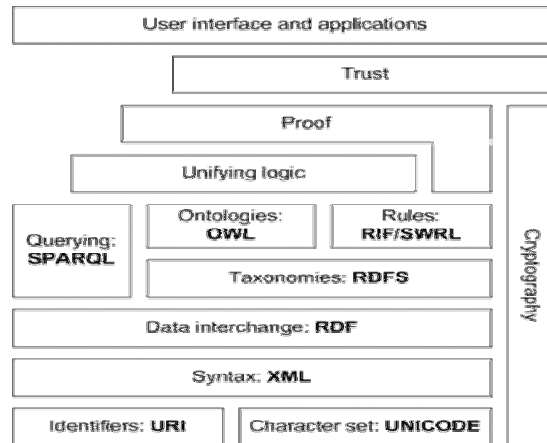 User interface and applications
Trust
Proof
Unifying logic
Querying:
SPARQL
Ontologies:
OWL
Rules:
RIF/SWRL
Taxonomies: RDFS
Data interchange: RDF
Syntax: XML
Identifiers: URI
Character set: UNICODE
Cryptography